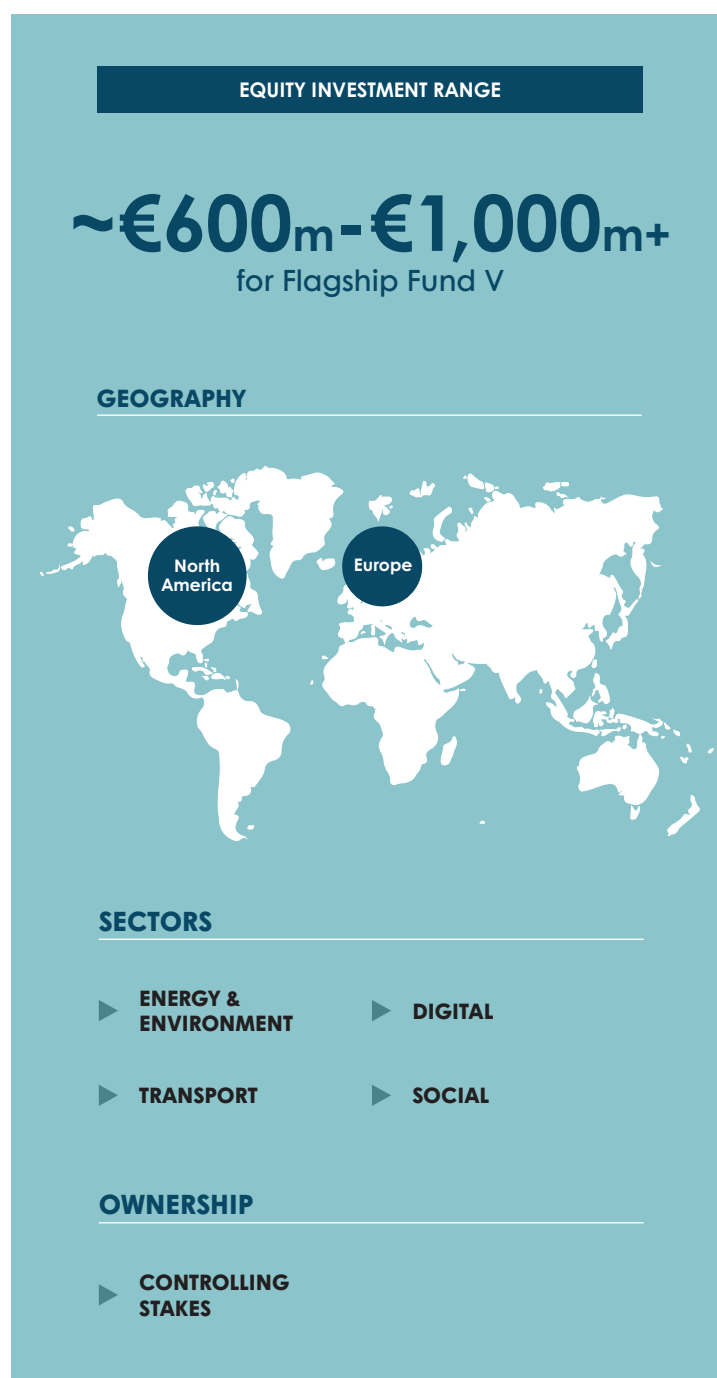 EQUITY INVESTMENT RANGE
~€600m-€1,000m+
for Flagship Fund V
GEOGRAPHY
North
America
Europe
SECTORS
ENERGY &
ENVIRONMENT
DIGITAL
TRANSPORT
SOCIAL
OWNERSHIP
CONTROLLING
STAKES